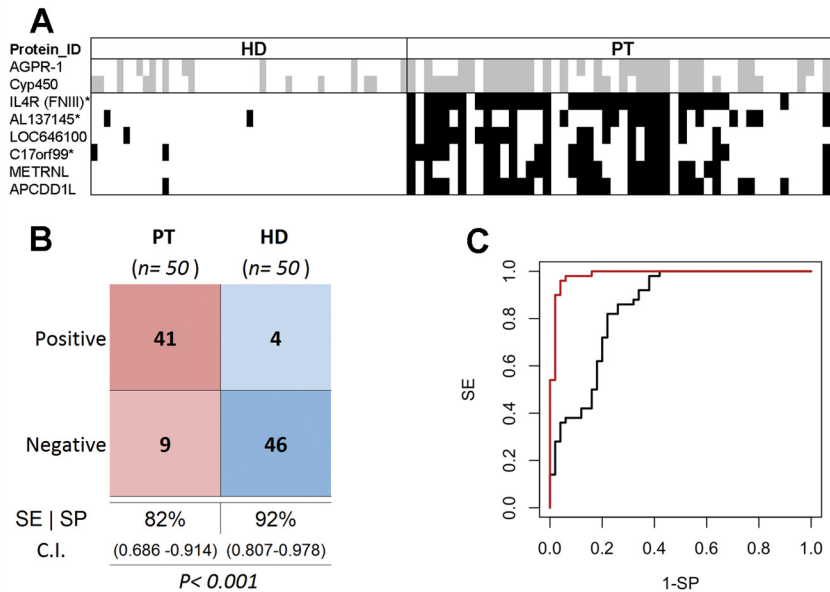 A
Protein_ID HD PT
AGPR-1
Cyp450
IL4R (FNIII)*
AL137145*
LOC646100
C17orf99*
METRNL
APCDD1L
B
PT HD
(n= 50 ) (n= 50 )
Positive 41 4
Negative 9 46
SE | SP 82% 92%
C.I. (0.686 -0.914) (0.807-0.978)
P< 0.001
C
SE
1.0
0.8
0.6
0.4
0.2
0.0
0.0 0.2 0.4 0.6 0.8 1.0
1-SP